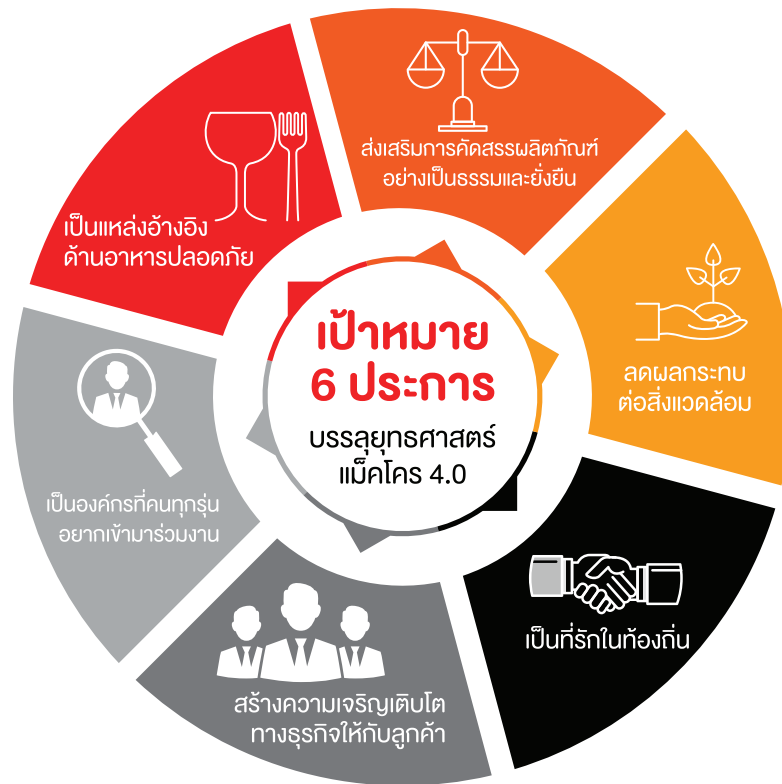 เป้าหมาย
6 ประการ
บรรลุยุทธศาสตร์
แม็คโคร 4.0
เป็นแหล่งอ้างอิง
ด้านอาหารปลอดภัย
ส่งเสริมการคัดสรรผลิตภัณฑ์
อย่างเป็นธรรมและยั่งยืน
ลดผลกระทบ
ต่อสิ่งแวดล้อม
เป็นที่รักในท้องถิ่น
สร้างความเจริญเติบโต
ทางธุรกิจให้กับลูกค้า
เป็นองค์กรที่คนทุกรุ่น
อยากเข้ามาร่วมงาน